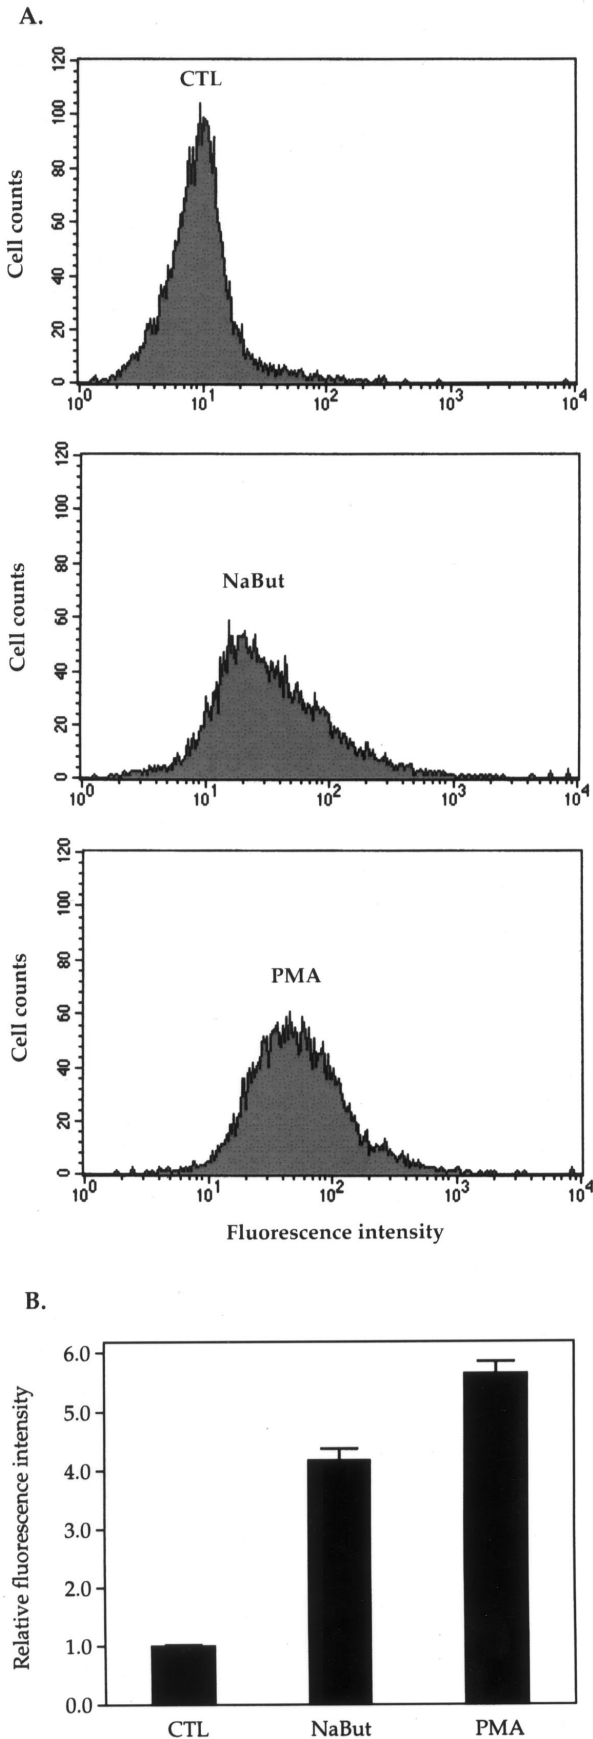 A.
CTL
Cell counts
120
100
80
60
40
20
0
10^0 10^1 10^2 10^3 10^4
NaBut
Cell counts
120
100
80
60
40
20
0
10^0 10^1 10^2 10^3 10^4
PMA
Cell counts
120
100
80
60
40
20
0
10^0 10^1 10^2 10^3 10^4
Fluorescence intensity
B.
Relative fluorescence intensity
6.0
5.0
4.0
3.0
2.0
1.0
0.0
CTL NaBut PMA